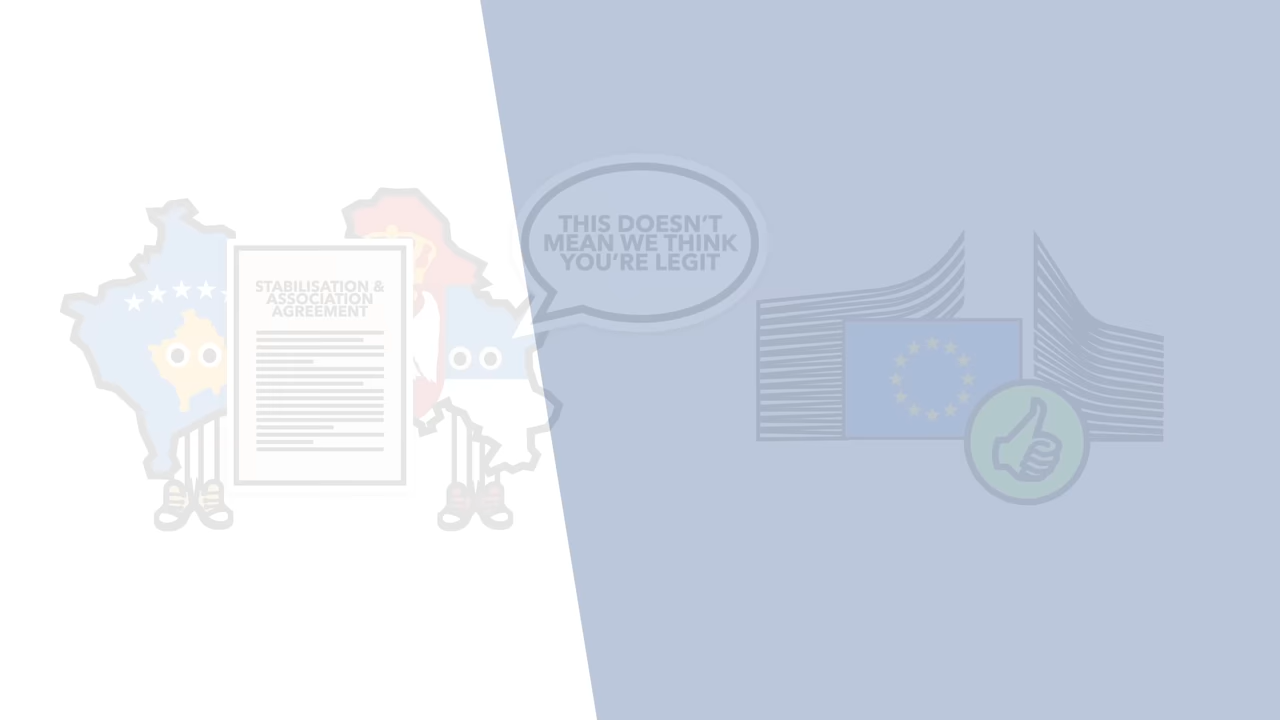 STABILISATION &
ASSOCIATION
AGREEMENT
THIS DOESN'T
MEAN WE THINK
YOU'RE LEGIT